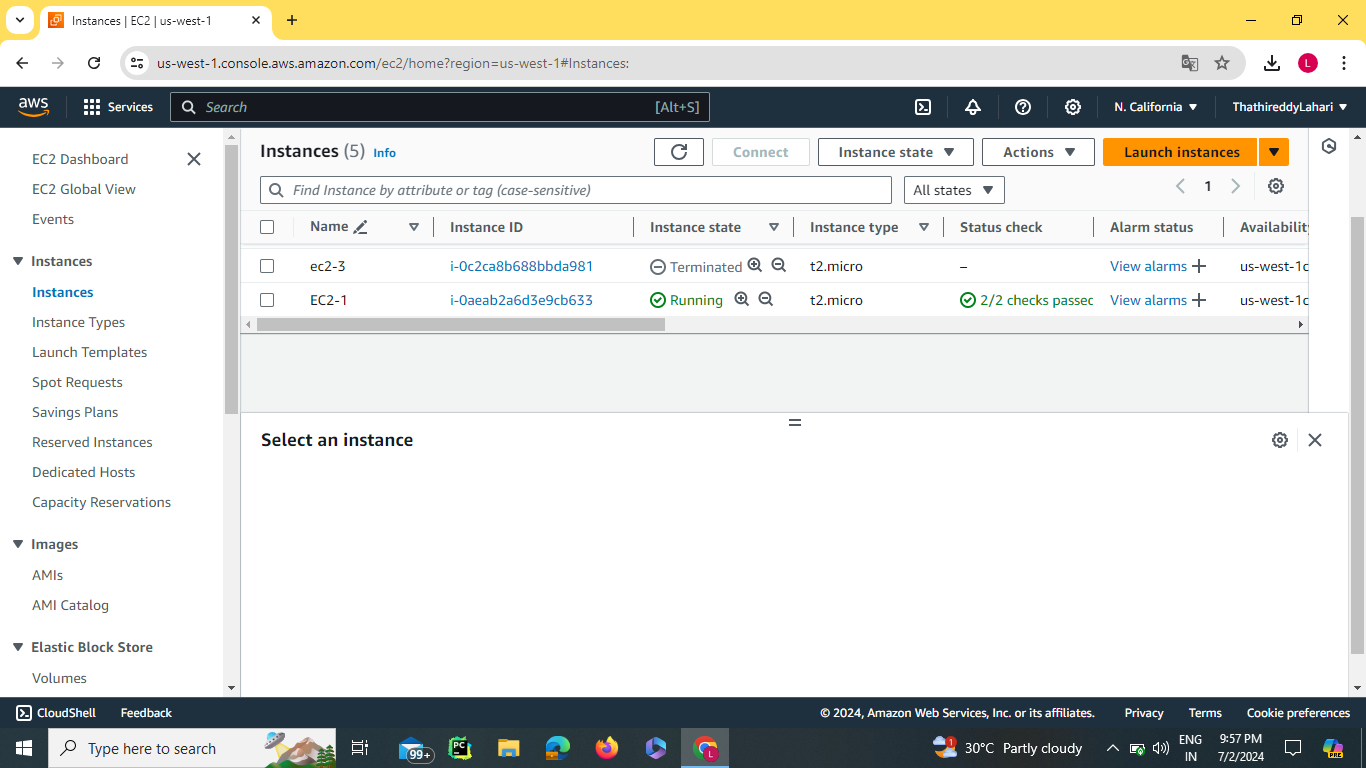 Instances | EC2 | us-west-1
us-west-1.console.aws.amazon.com/ec2/home?region=us-west-1#Instances:
L
aws
Services
Search
[Alt+S]
N. California
ThathireddyLahari
EC2 Dashboard
EC2 Global View
Events
Instances
Instances
Instance Types
Launch Templates
Spot Requests
Savings Plans
Reserved Instances
Dedicated Hosts
Capacity Reservations
Images
AMIs
AMI Catalog
Elastic Block Store
Volumes
Instances (5) Info
Connect
Instance state
Actions
Launch instances
Find Instance by attribute or tag (case-sensitive)
All states
1
Name Instance ID Instance state Instance type Status check Alarm status Availability
ec2-3 i-0c2ca8b688bbda981 Terminated t2.micro – View alarms + us-west-1c
EC2-1 i-0aeab2a6d3e9cb633 Running t2.micro 2/2 checks passec View alarms + us-west-1c
Select an instance
CloudShell Feedback
© 2024, Amazon Web Services, Inc. or its affiliates. Privacy Terms Cookie preferences
Type here to search
99+
PC
L
1
30°C Partly cloudy
ENG
IN
9:57 PM
7/2/2024
PRE